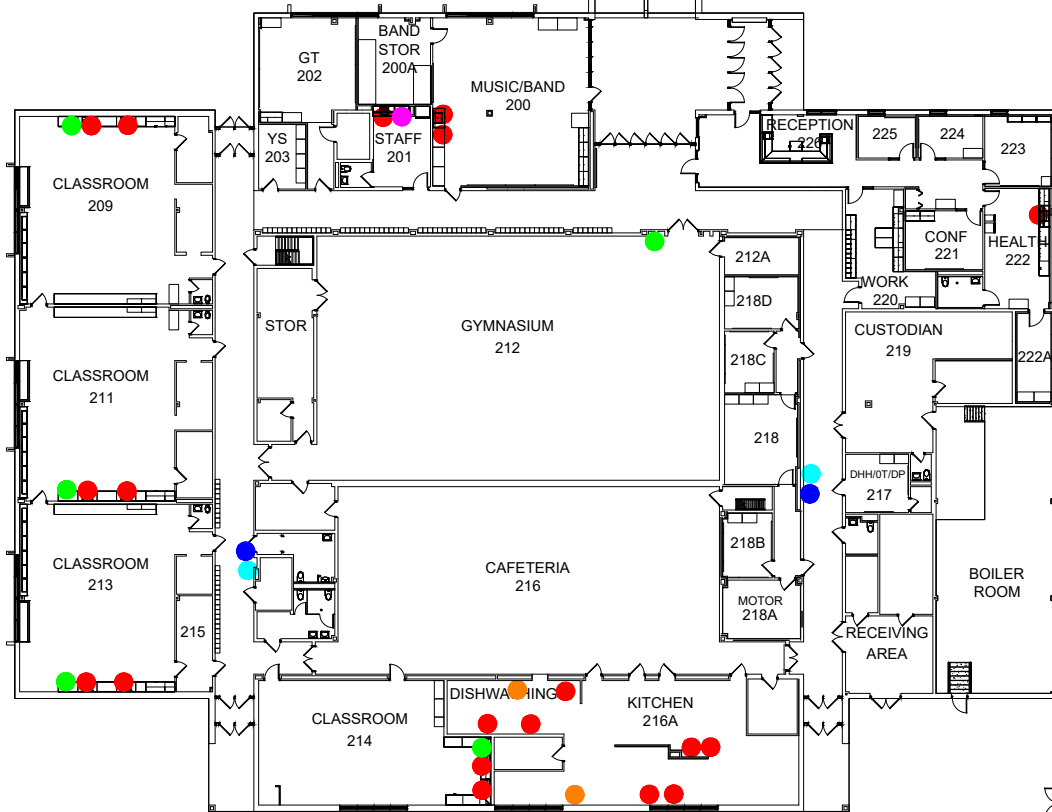 BAND
STOR
200A
GT
202
MUSIC/BAND
200
RECEPTION
226
225
224
223
YS
203
STAFF
201
CLASSROOM
209
CONF
221
HEALTH
222
212A
WORK
220
218D
STOR
GYMNASIUM
212
CUSTODIAN
219
218C
222A
CLASSROOM
211
218
DHH/0T/DP
217
218B
CLASSROOM
213
CAFETERIA
216
BOILER
ROOM
MOTOR
218A
215
RECEIVING
AREA
DISHWASHING
KITCHEN
216A
CLASSROOM
214